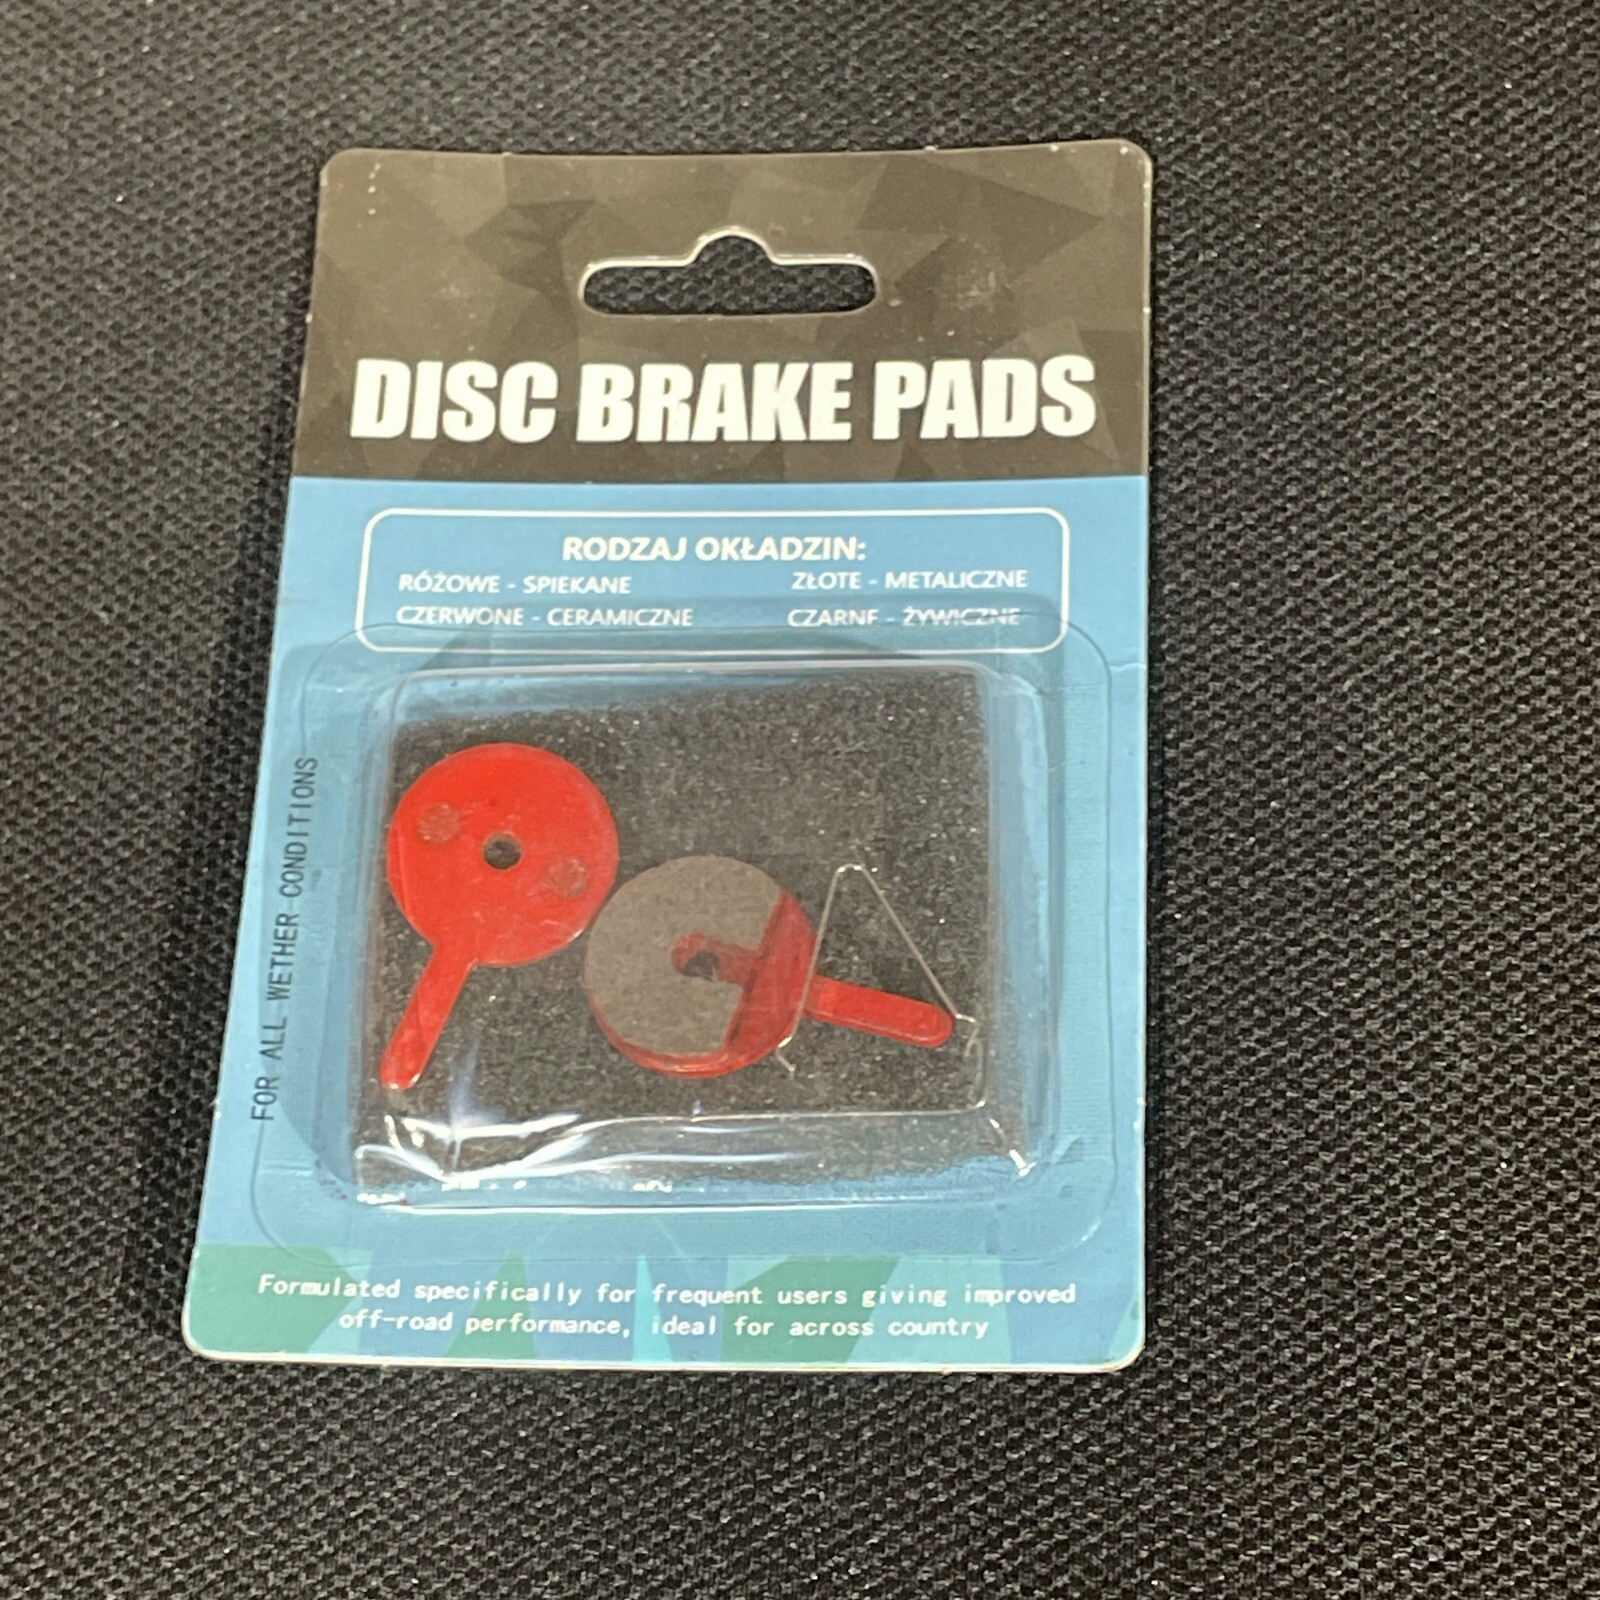 DISC BRAKE PADS
RODZAJ OKŁADZIN:
RÓŻOWE - SPIEKANE
ZŁOTE - METALICZNE
CZERWONE - CERAMICZNE
CZARNE - ŻYWICZNE
FOR ALL WETHER CONDITIONS
Formulated specifically for frequent users giving improved
off-road performance, ideal for across country